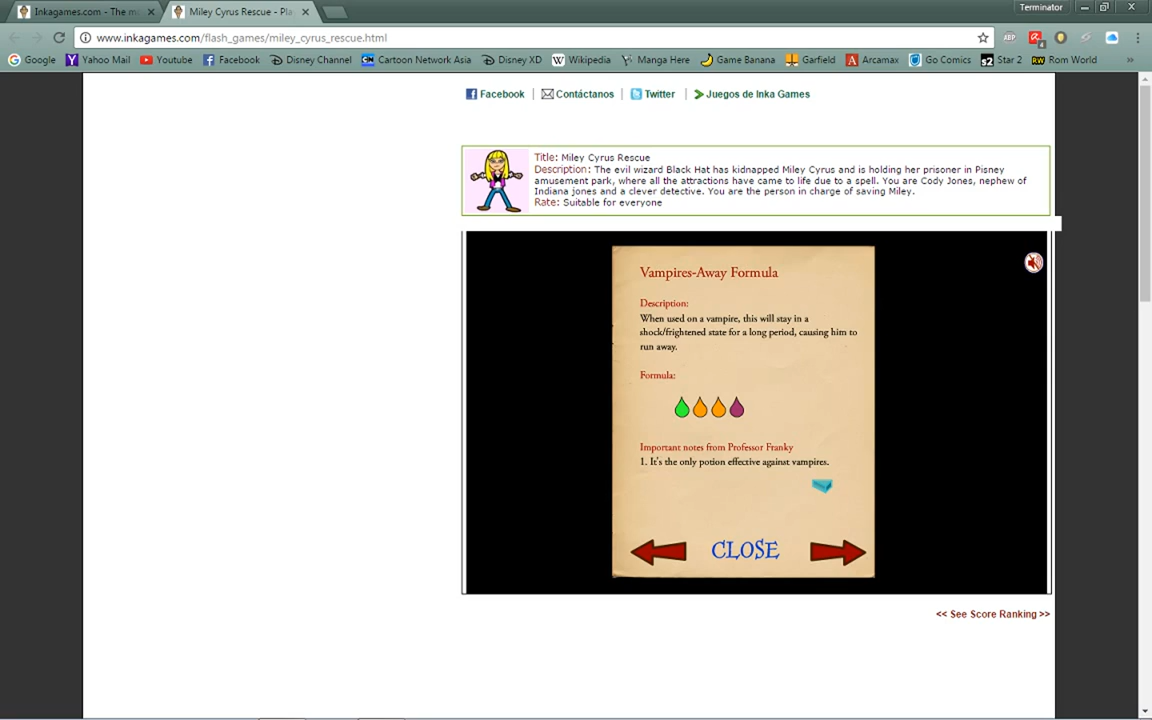 Inkagames.com - The m
Miley Cyrus Rescue - Pla
Terminator
www.inkagames.com/flash_games/miley_cyrus_rescue.html
ABP
4
Google Yahoo Mail Youtube Facebook Disney Channel Cartoon Network Asia Disney XD Wikipedia Manga Here Game Banana Garfield Arcamax Go Comics Star 2 Rom World
Facebook | Contáctanos | Twitter | Juegos de Inka Games
Title: Miley Cyrus Rescue
Description: The evil wizard Black Hat has kidnapped Miley Cyrus and is holding her prisoner in Pisney
amusement park, where all the attractions have came to life due to a spell. You are Cody Jones, nephew of
Indiana jones and a clever detective. You are the person in charge of saving Miley.
Rate: Suitable for everyone
Vampires-Away Formula
Description:
When used on a vampire, this will stay in a
shock/frightened state for a long period, causing him to
run away.
Formula:
Important notes from Professor Franky
1. It's the only potion effective against vampires.
CLOSE
<< See Score Ranking >>